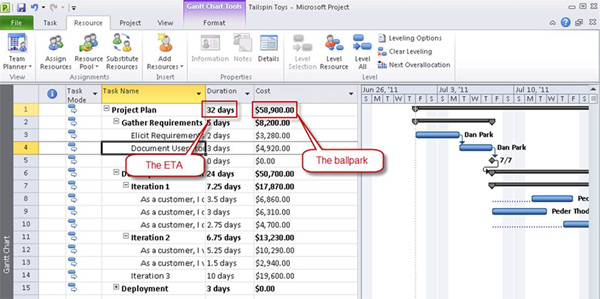 Gantt Chart Tools
Tailspin Toys - Microsoft Project
File Task Resource Project View Format
Team Planner
Assign Resources
Resource Pool
Substitute Resources
Add Resources
Information
Notes
Details
Level Selection
Level Resource
Level All
Leveling Options
Clear Leveling
Next Overallocation
View Assignments Insert Properties Level
Task Mode Task Name Duration Cost
Jun 26, '11 Jul 3, '11 Jul 10, '11
S M T W T F S S M T W T F S S M T W T F S
1 Project Plan 32 days $58,900.00
2 Gather Requirements 5 days $8,200.00
3 Elicit Requirements 2 days $3,280.00 Dan Park
4 Document User 3 days $4,920.00 Dan Park
5 0 days $0.00 7/7
The ETA
The ballpark
6 24 days $50,700.00
7 Iteration 1 7.25 days $17,870.00
8 As a customer, I 3.5 days $6,860.00 Peder
9 As a customer, I 3 days $6,310.00 Peder Thod
10 As a customer, I 2.75 days $4,700.00
11 Iteration 2 6.75 days $13,230.00
12 As a customer, I 5.25 days $10,290.00
13 As a customer, I 1.5 days $2,940.00
14 Iteration 3 10 days $19,600.00
15 Deployment 3 days $0.00
Gantt Chart